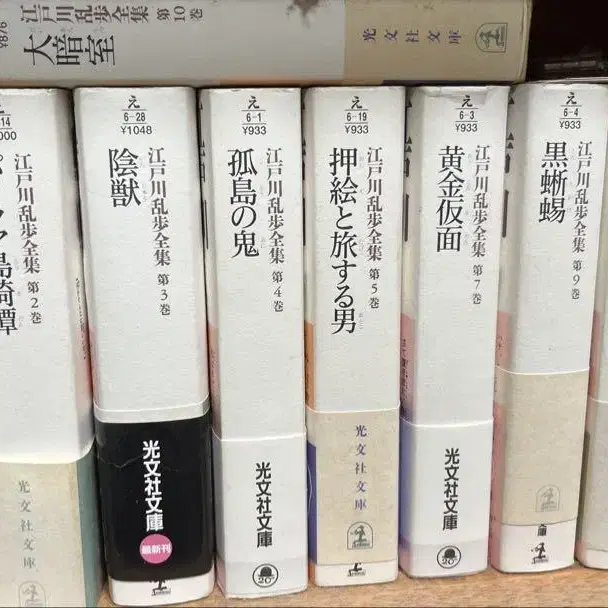 ¥876
江戸川乱歩全集 第10巻
大暗室
光文社文庫
江戸川乱歩全集 第2巻
島綺譚
光文社文庫
え
6-28
¥1048
江戸川乱歩全集 第3巻
陰獣
光文社文庫
最新刊
え
6-1
¥933
江戸川乱歩全集 第4巻
孤島の鬼
光文社文庫
20th
え
6-19
¥933
江戸川乱歩全集 第5巻
押絵と旅する男
光文社文庫
え
6-3
¥933
江戸川乱歩全集 第7巻
黄金仮面
光文社文庫
20th
え
6-4
¥933
江戸川乱歩全集 第9巻
黒蜥蜴